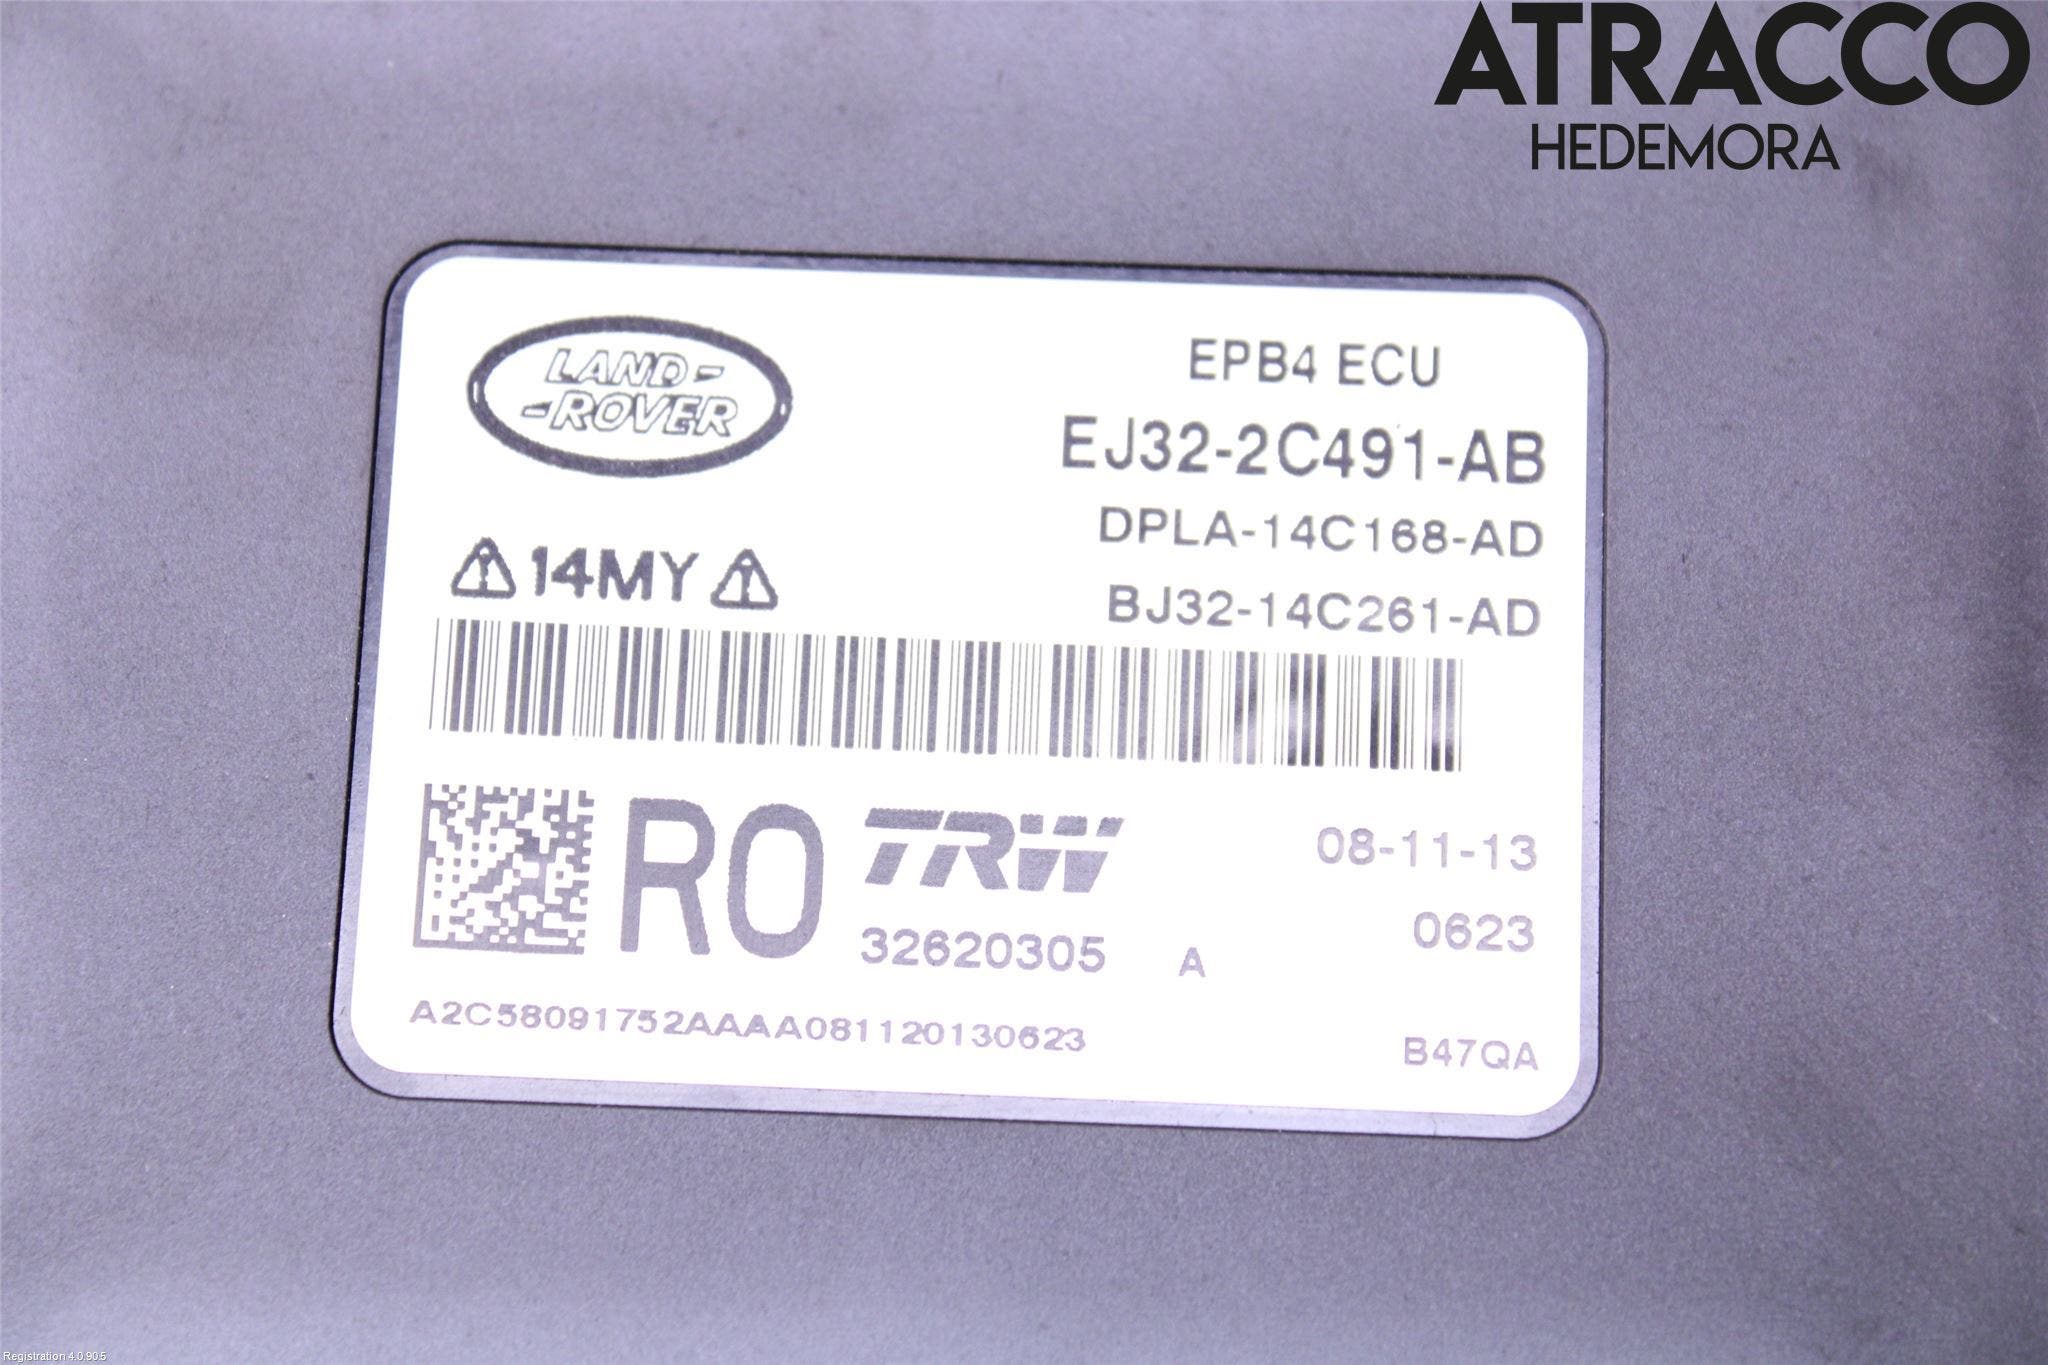 ATRACCO
HEDEMORA
LAND-
-ROVER
EPB4 ECU
EJ32-2C491-AB
DPLA-14C168-AD
14MY
BJ32-14C261-AD
RO
TRW
08-11-13
32620305 A
0623
A2C58091752AAAAA081120130623
B47QA
Registration 4.0.90.5